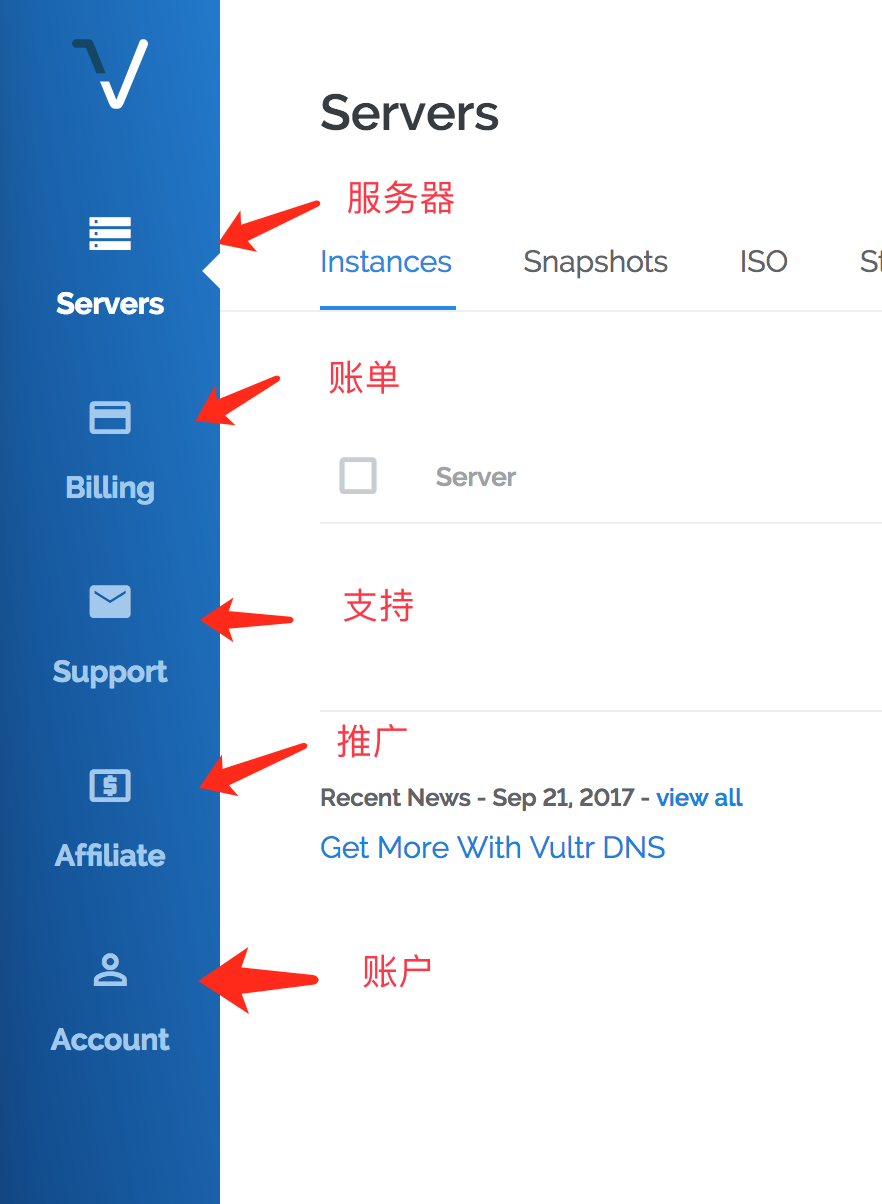 Servers
服务器
Instances Snapshots ISO
Servers
账单
Billing
Server
支持
Support
推广
Recent News - Sep 21, 2017 - view all
Get More With Vultr DNS
Affiliate
账户
Account